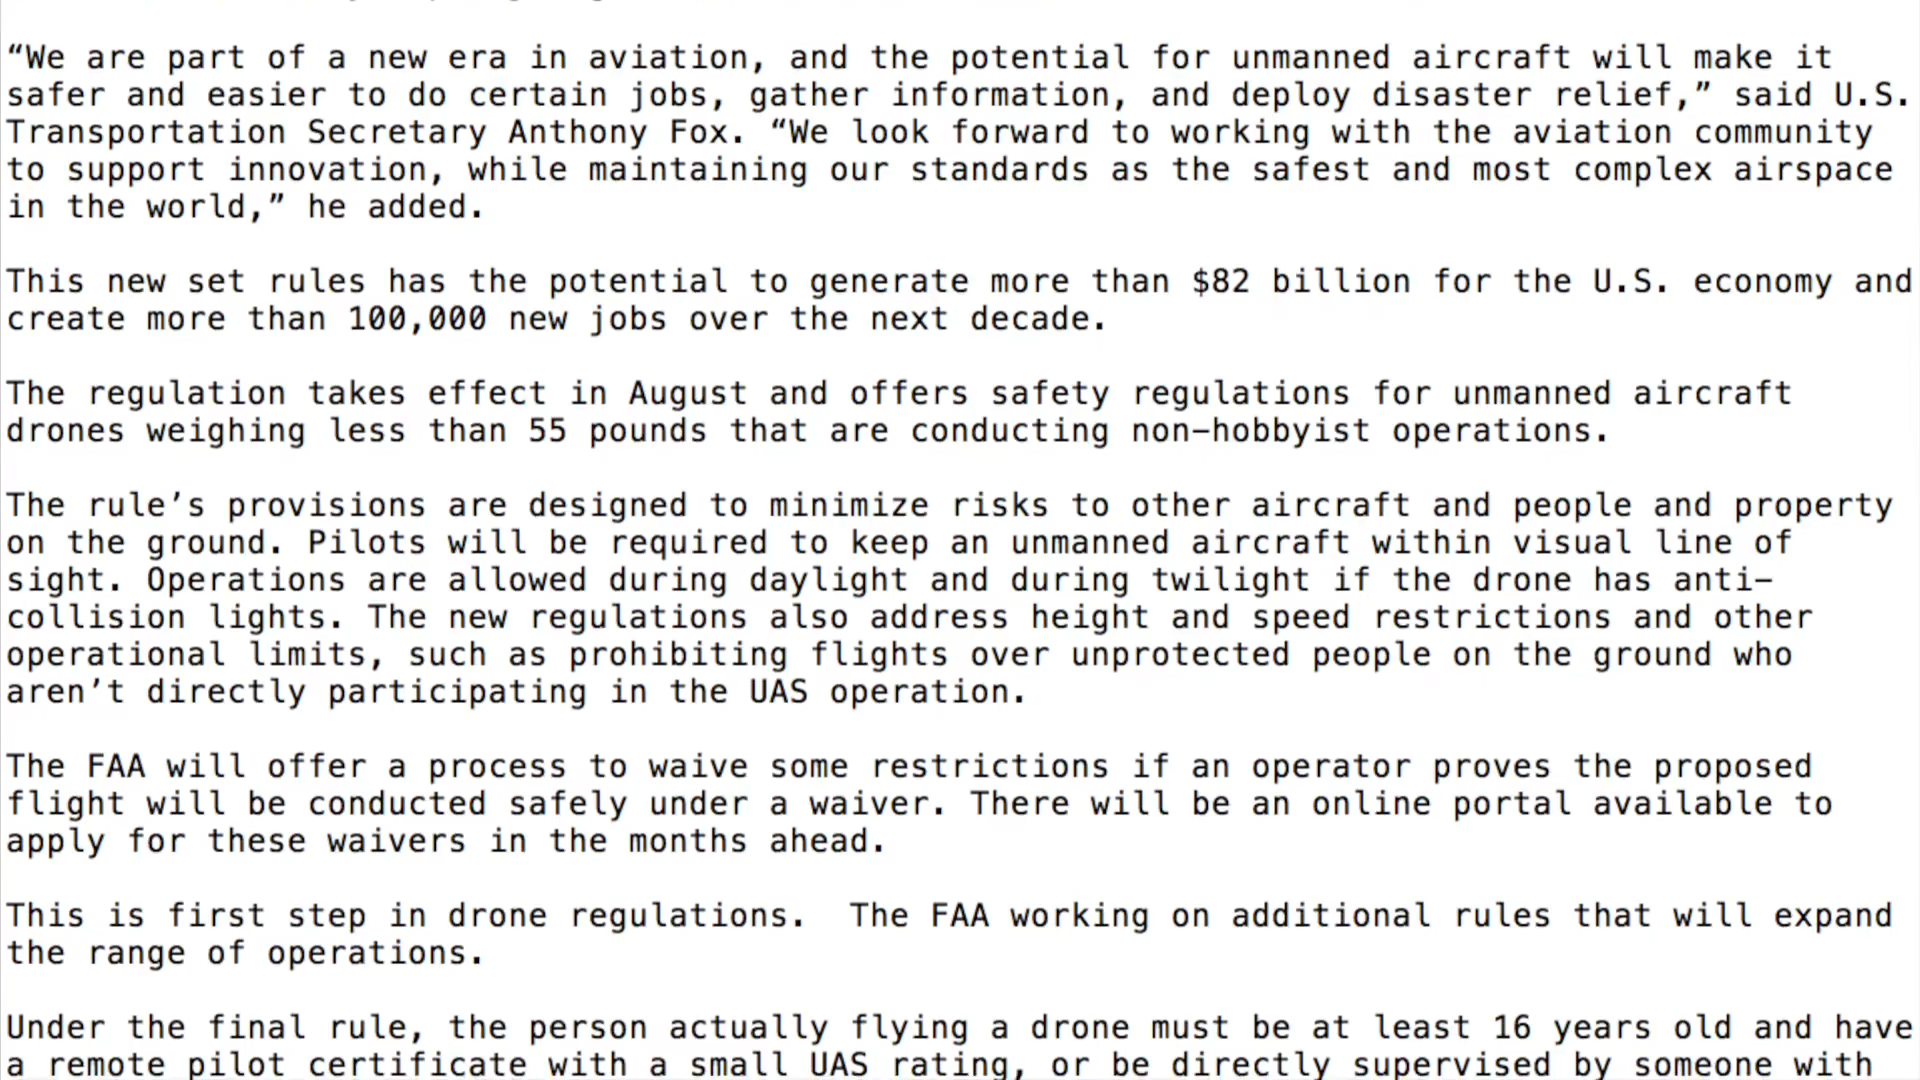 “We are part of a new era in aviation, and the potential for unmanned aircraft will make it
safer and easier to do certain jobs, gather information, and deploy disaster relief,” said U.S.
Transportation Secretary Anthony Fox. “We look forward to working with the aviation community
to support innovation, while maintaining our standards as the safest and most complex airspace
in the world,” he added.
This new set rules has the potential to generate more than $82 billion for the U.S. economy and
create more than 100,000 new jobs over the next decade.
The regulation takes effect in August and offers safety regulations for unmanned aircraft
drones weighing less than 55 pounds that are conducting non-hobbyist operations.
The rule’s provisions are designed to minimize risks to other aircraft and people and property
on the ground. Pilots will be required to keep an unmanned aircraft within visual line of
sight. Operations are allowed during daylight and during twilight if the drone has anti-
collision lights. The new regulations also address height and speed restrictions and other
operational limits, such as prohibiting flights over unprotected people on the ground who
aren’t directly participating in the UAS operation.
The FAA will offer a process to waive some restrictions if an operator proves the proposed
flight will be conducted safely under a waiver. There will be an online portal available to
apply for these waivers in the months ahead.
This is first step in drone regulations.  The FAA working on additional rules that will expand
the range of operations.
Under the final rule, the person actually flying a drone must be at least 16 years old and have
a remote pilot certificate with a small UAS rating, or be directly supervised by someone with